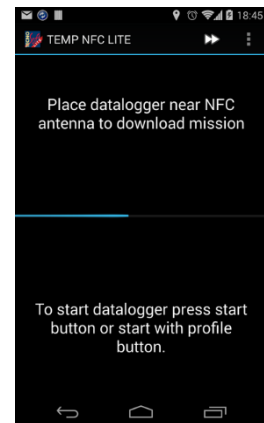 18:45
TEMP NFC LITE
Place datalogger near NFC
antenna to download mission
To start datalogger press start
button or start with profile
button.